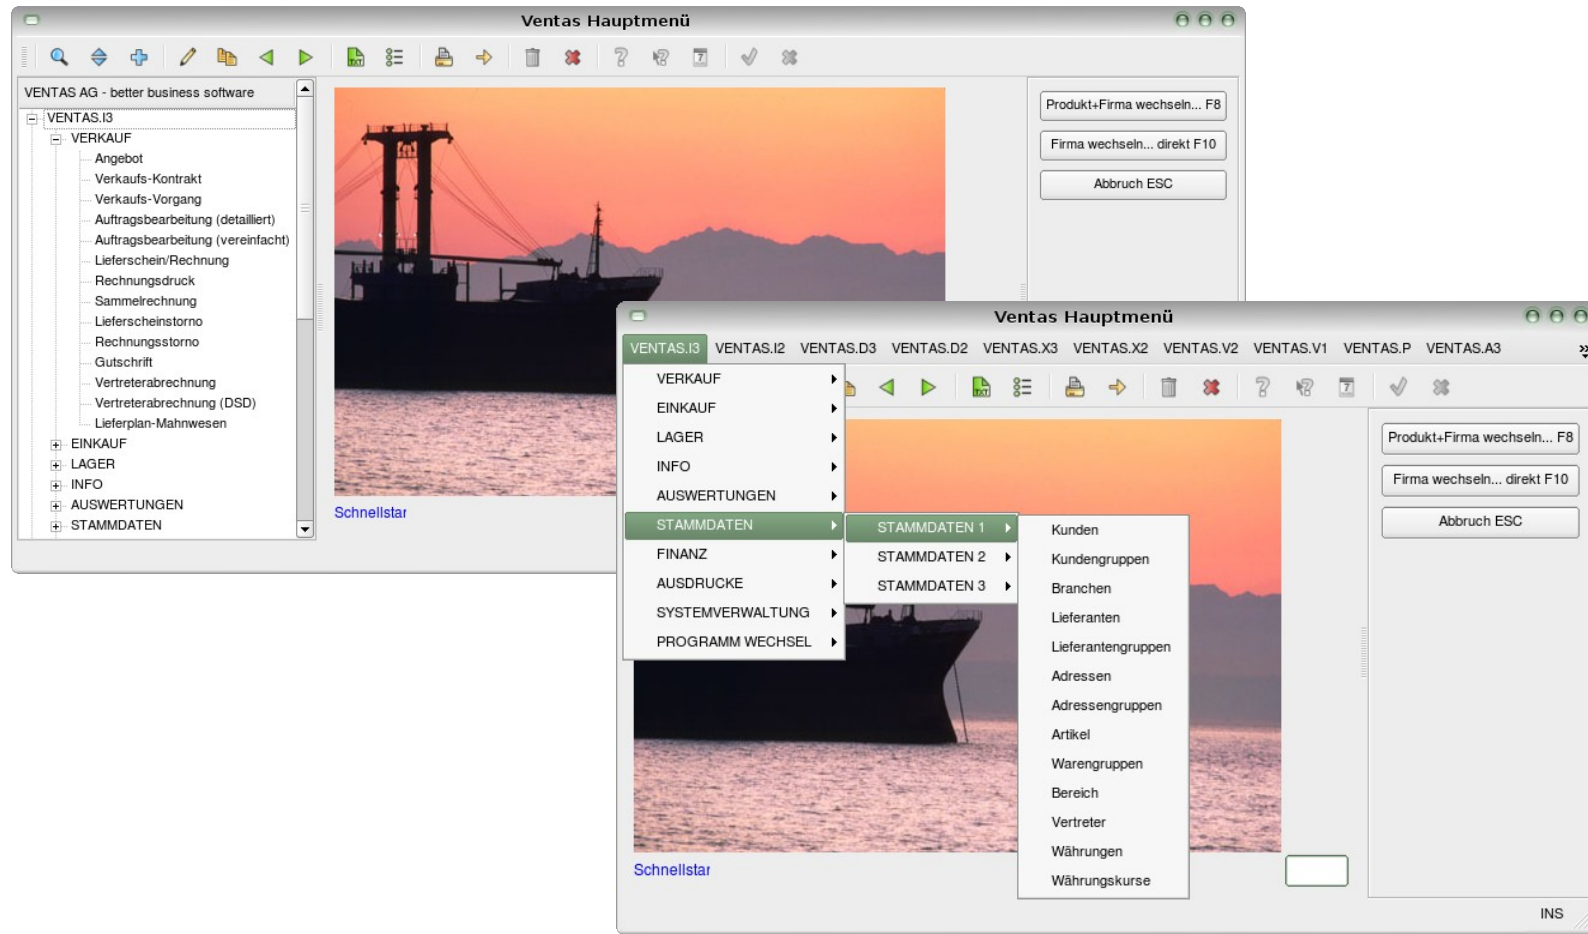 Ventas Hauptmenü
TXT
7
VENTAS AG - better business software
VENTAS.I3
VERKAUF
Angebot
Verkaufs-Kontrakt
Verkaufs-Vorgang
Auftragsbearbeitung (detailliert)
Auftragsbearbeitung (vereinfacht)
Lieferschein/Rechnung
Rechnungsdruck
Sammelrechnung
Lieferscheinstorno
Rechnungsstorno
Gutschrift
Vertreterabrechnung
Vertreterabrechnung (DSD)
Lieferplan-Mahnwesen
EINKAUF
LAGER
INFO
AUSWERTUNGEN
STAMMDATEN
Schnellstar
Produkt+Firma wechseln... F8
Firma wechseln... direkt F10
Abbruch ESC
Ventas Hauptmenü
VENTAS.I3 VENTAS.I2 VENTAS.D3 VENTAS.D2 VENTAS.X3 VENTAS.X2 VENTAS.V2 VENTAS.V1 VENTAS.P VENTAS.A3
TXT
7
VERKAUF
EINKAUF
LAGER
INFO
AUSWERTUNGEN
STAMMDATEN
FINANZ
AUSDRUCKE
SYSTEMVERWALTUNG
PROGRAMM WECHSEL
STAMMDATEN 1
STAMMDATEN 2
STAMMDATEN 3
Kunden
Kundengruppen
Branchen
Lieferanten
Lieferantengruppen
Adressen
Adressengruppen
Artikel
Warengruppen
Bereich
Vertreter
Währungen
Währungskurse
Produkt+Firma wechseln... F8
Firma wechseln... direkt F10
Abbruch ESC
Schnellstar
INS